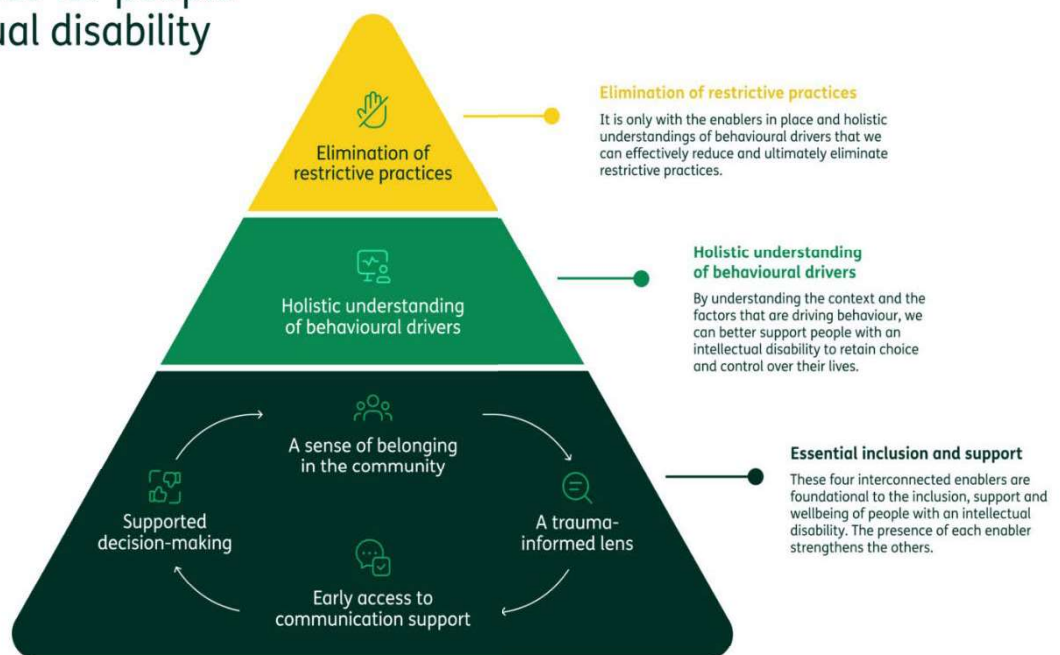 ual disability
Elimination of
restrictive practices
Elimination of restrictive practices
It is only with the enablers in place and holistic
understandings of behavioural drivers that we
can effectively reduce and ultimately eliminate
restrictive practices.
Holistic understanding
of behavioural drivers
Holistic understanding
of behavioural drivers
By understanding the context and the
factors that are driving behaviour, we
can better support people with an
intellectual disability to retain choice
and control over their lives.
A sense of belonging
in the community
Supported
decision-making
A trauma-
informed lens
Early access to
communication support
Essential inclusion and support
These four interconnected enablers are
foundational to the inclusion, support and
wellbeing of people with an intellectual
disability. The presence of each enabler
strengthens the others.